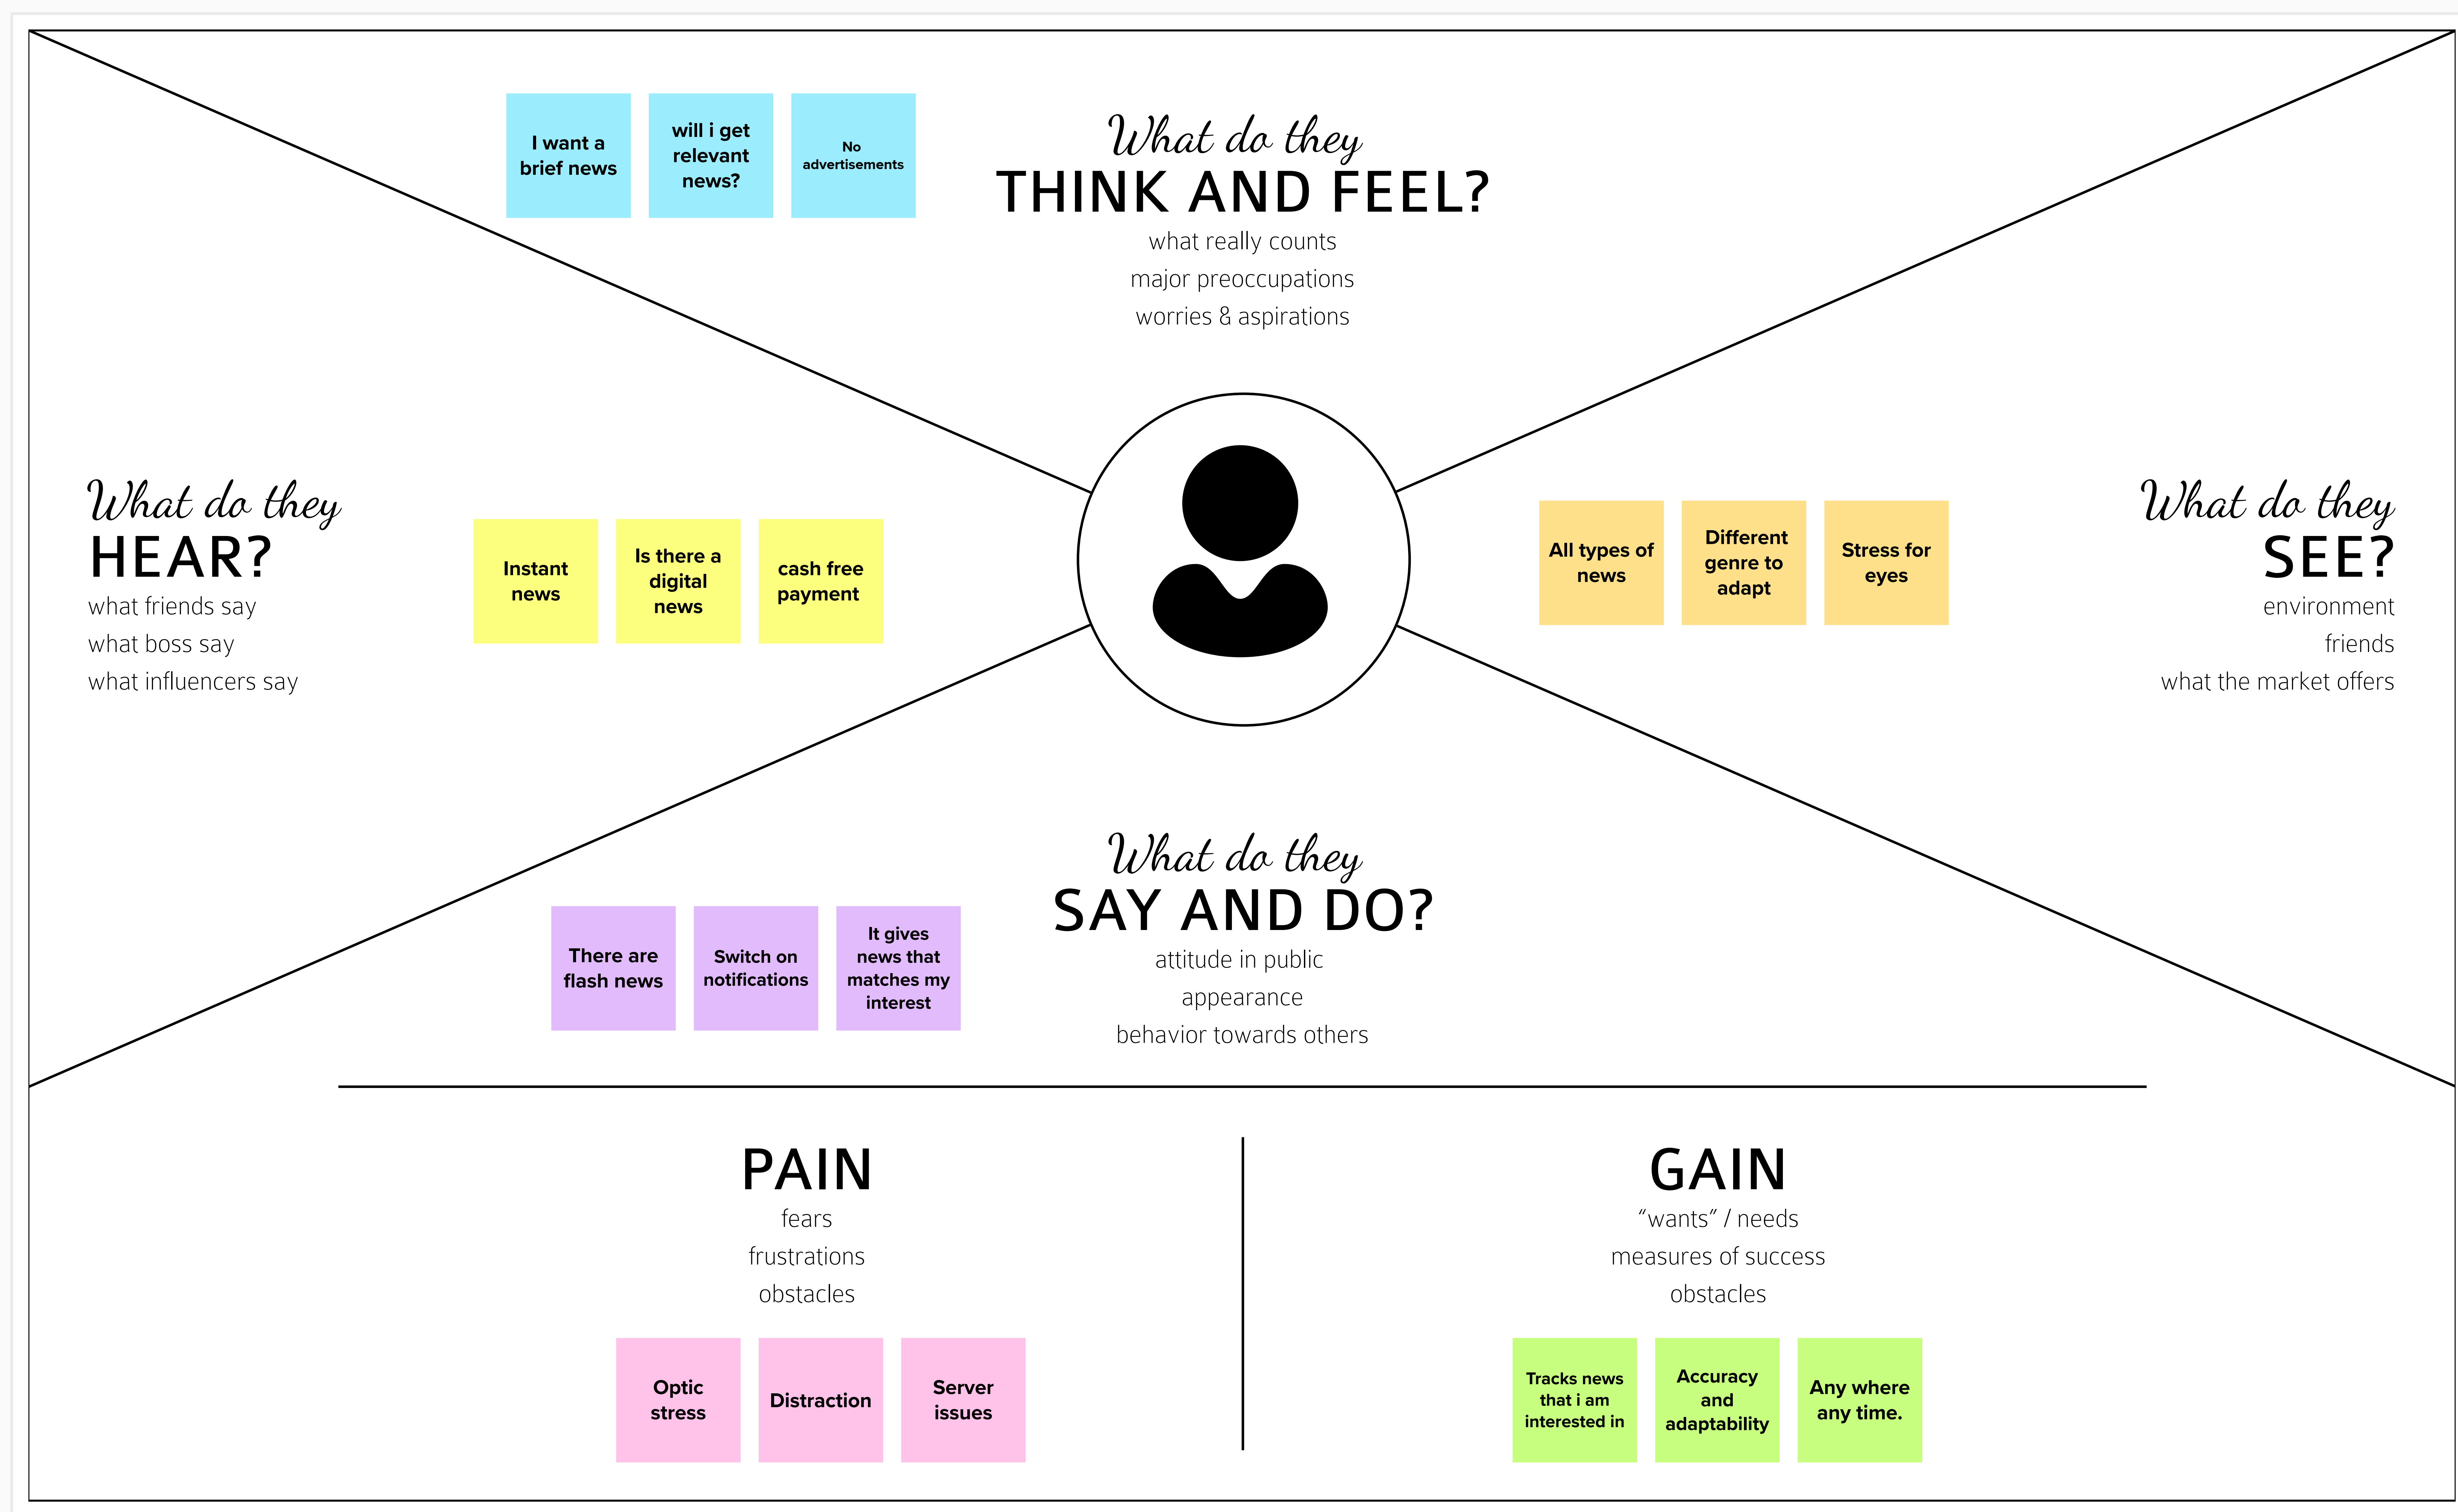 I want a
brief news
will i get
relevant
news?
No
advertisements
What do they
THINK AND FEEL?
what really counts
major preoccupations
worries & aspirations
What do they
HEAR?
what friends say
what boss say
what influencers say
Instant
news
Is there a
digital
news
cash free
payment
All types of
news
Different
genre to
adapt
Stress for
eyes
What do they
SEE?
environment
friends
what the market offers
What do they
SAY AND DO?
attitude in public
appearance
behavior towards others
There are
flash news
Switch on
notifications
It gives
news that
matches my
interest
PAIN
fears
frustrations
obstacles
Optic
stress
Distraction
Server
issues
GAIN
“wants” / needs
measures of success
obstacles
Tracks news
that i am
interested in
Accuracy
and
adaptability
Any where
any time.